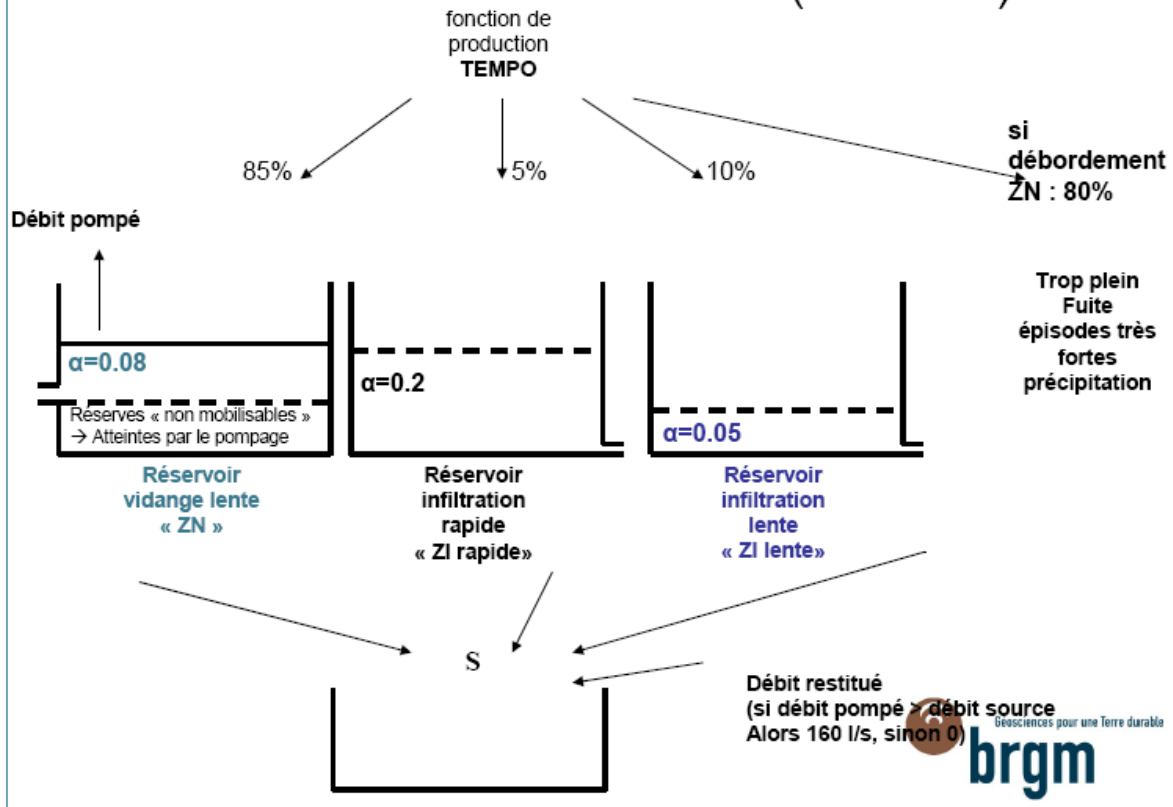 fonction de
production
TEMPO
85%
5%
10%
si
débordement
ZN : 80%
Débit pompé
α=0.08
Réserves « non mobilisables »
→ Atteintes par le pompage
α=0.2
α=0.05
Trop plein
Fuite
épisodes très
fortes
précipitation
Réservoir
vidange lente
« ZN »
Réservoir
infiltration
rapide
« ZI rapide»
Réservoir
infiltration
lente
« ZI lente»
S
Débit restitué
(si débit pompé > débit source
Alors 160 l/s, sinon 0)
Géosciences pour une Terre durable
brgm